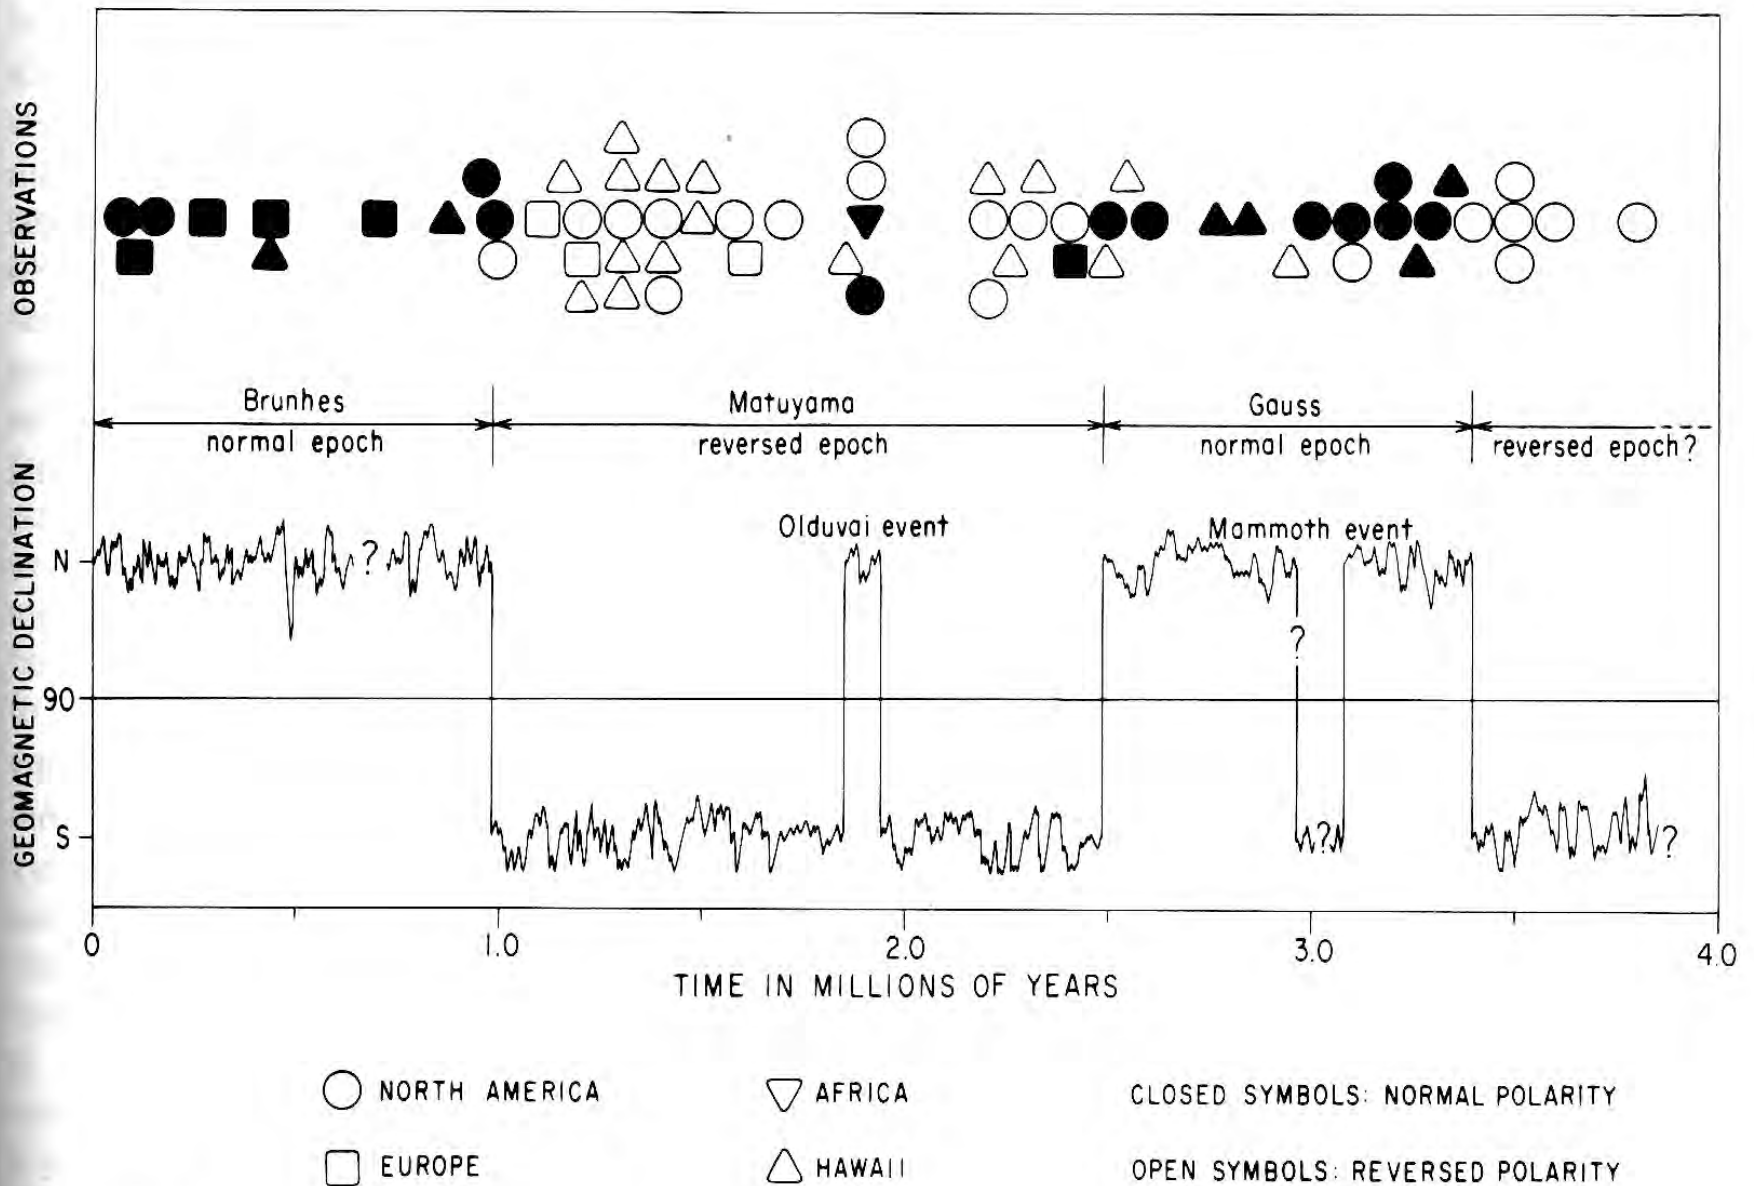 OBSERVATIONS
Brunhes
normal epoch
Matuyama
reversed epoch
Gauss
normal epoch
reversed epoch?
GEOMAGNETIC DECLINATION
N
90
S
?
Olduvai event
Mammoth event
?
?
?
0
1.0
2.0
3.0
4.0
TIME IN MILLIONS OF YEARS
NORTH AMERICA
AFRICA
CLOSED SYMBOLS: NORMAL POLARITY
EUROPE
HAWAII
OPEN SYMBOLS: REVERSED POLARITY